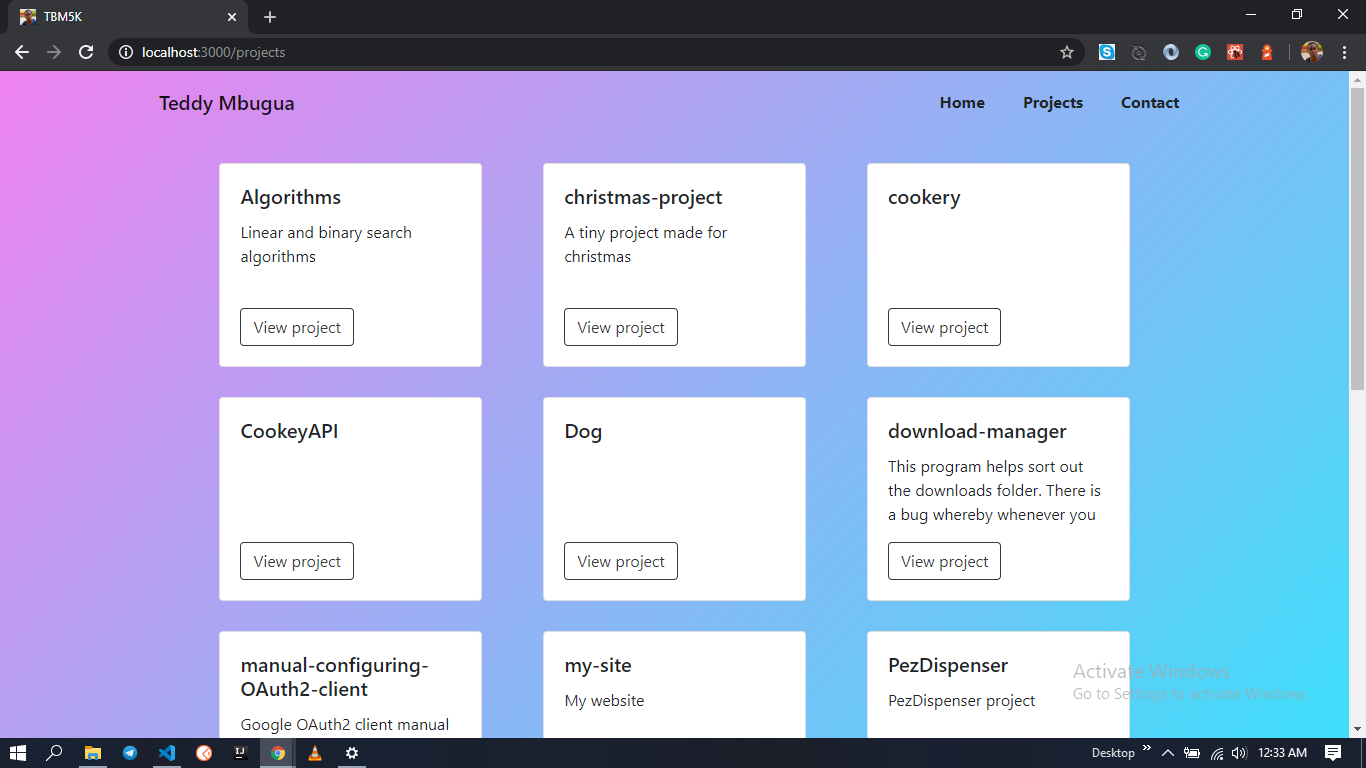 TBM5K
localhost:3000/projects
Teddy Mbugua
Home Projects Contact
Algorithms
Linear and binary search
algorithms
View project
christmas-project
A tiny project made for
christmas
View project
cookery
View project
CookeyAPI
View project
Dog
View project
download-manager
This program helps sort out
the downloads folder. There is
a bug whereby whenever you
View project
manual-configuring-
OAuth2-client
Google OAuth2 client manual
my-site
My website
PezDispenser
PezDispenser project
Activate Windows
Go to Settings to activate Windows.
Desktop
12:33 AM